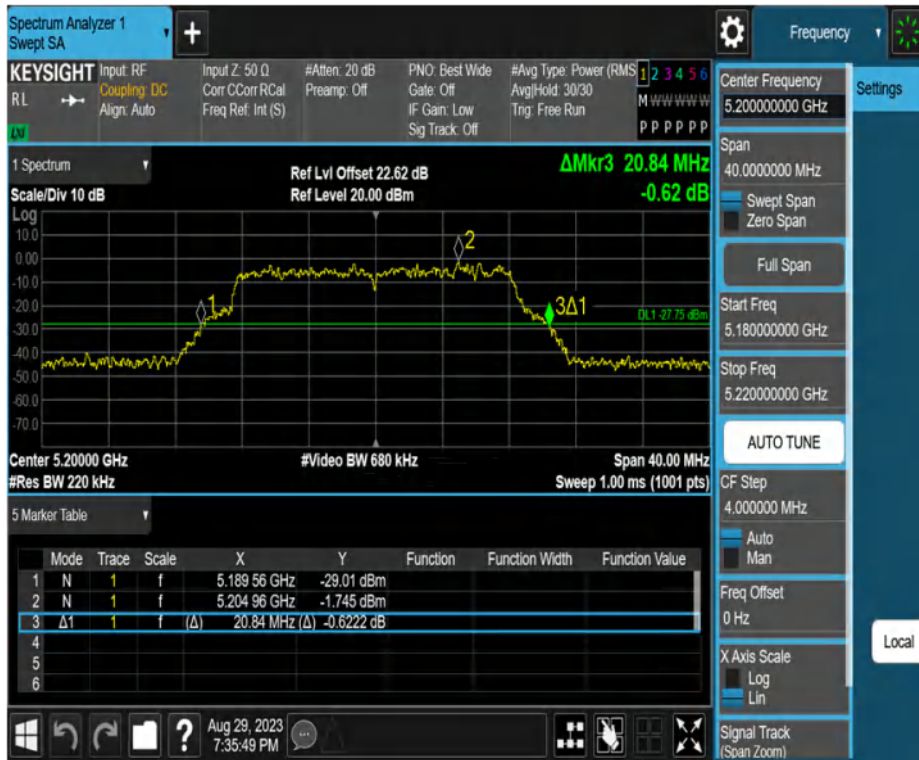 Spectrum Analyzer 1
Swept SA
+
Frequency
KEYSIGHT
RL
LXI
Input: RF
Coupling: DC
Align: Auto
Input Z: 50 Ω
Corr CCorr RCal
Freq Ref: Int (S)
#Atten: 20 dB
Preamp: Off
PNO: Best Wide
Gate: Off
IF Gain: Low
Sig Track: Off
#Avg Type: Power (RMS
Avg|Hold: 30/30
Trig: Free Run
1 2 3 4 5 6
M W W W W W
P P P P P P
1 Spectrum
Scale/Div 10 dB
Ref Lvl Offset 22.62 dB
Ref Level 20.00 dBm
ΔMkr3 20.84 MHz
-0.62 dB
Log
10.0
0.00
-10.0
-20.0
-30.0
-40.0
-50.0
-60.0
-70.0
1
2
3Δ1
DL1 -27.75 dBm
Center 5.20000 GHz
#Video BW 680 kHz
Span 40.00 MHz
#Res BW 220 kHz
Sweep 1.00 ms (1001 pts)
5 Marker Table
Mode Trace Scale X Y Function Function Width Function Value
1 N 1 f 5.189 56 GHz -29.01 dBm
2 N 1 f 5.204 96 GHz -1.745 dBm
3 Δ1 1 f (Δ) 20.84 MHz (Δ) -0.6222 dB
4
5
6
?
Aug 29, 2023
7:35:49 PM
Center Frequency
5.200000000 GHz
Span
40.0000000 MHz
Swept Span
Zero Span
Full Span
Start Freq
5.180000000 GHz
Stop Freq
5.220000000 GHz
AUTO TUNE
CF Step
4.000000 MHz
Auto
Man
Freq Offset
0 Hz
X Axis Scale
Log
Lin
Signal Track
(Span Zoom)
Settings
Local